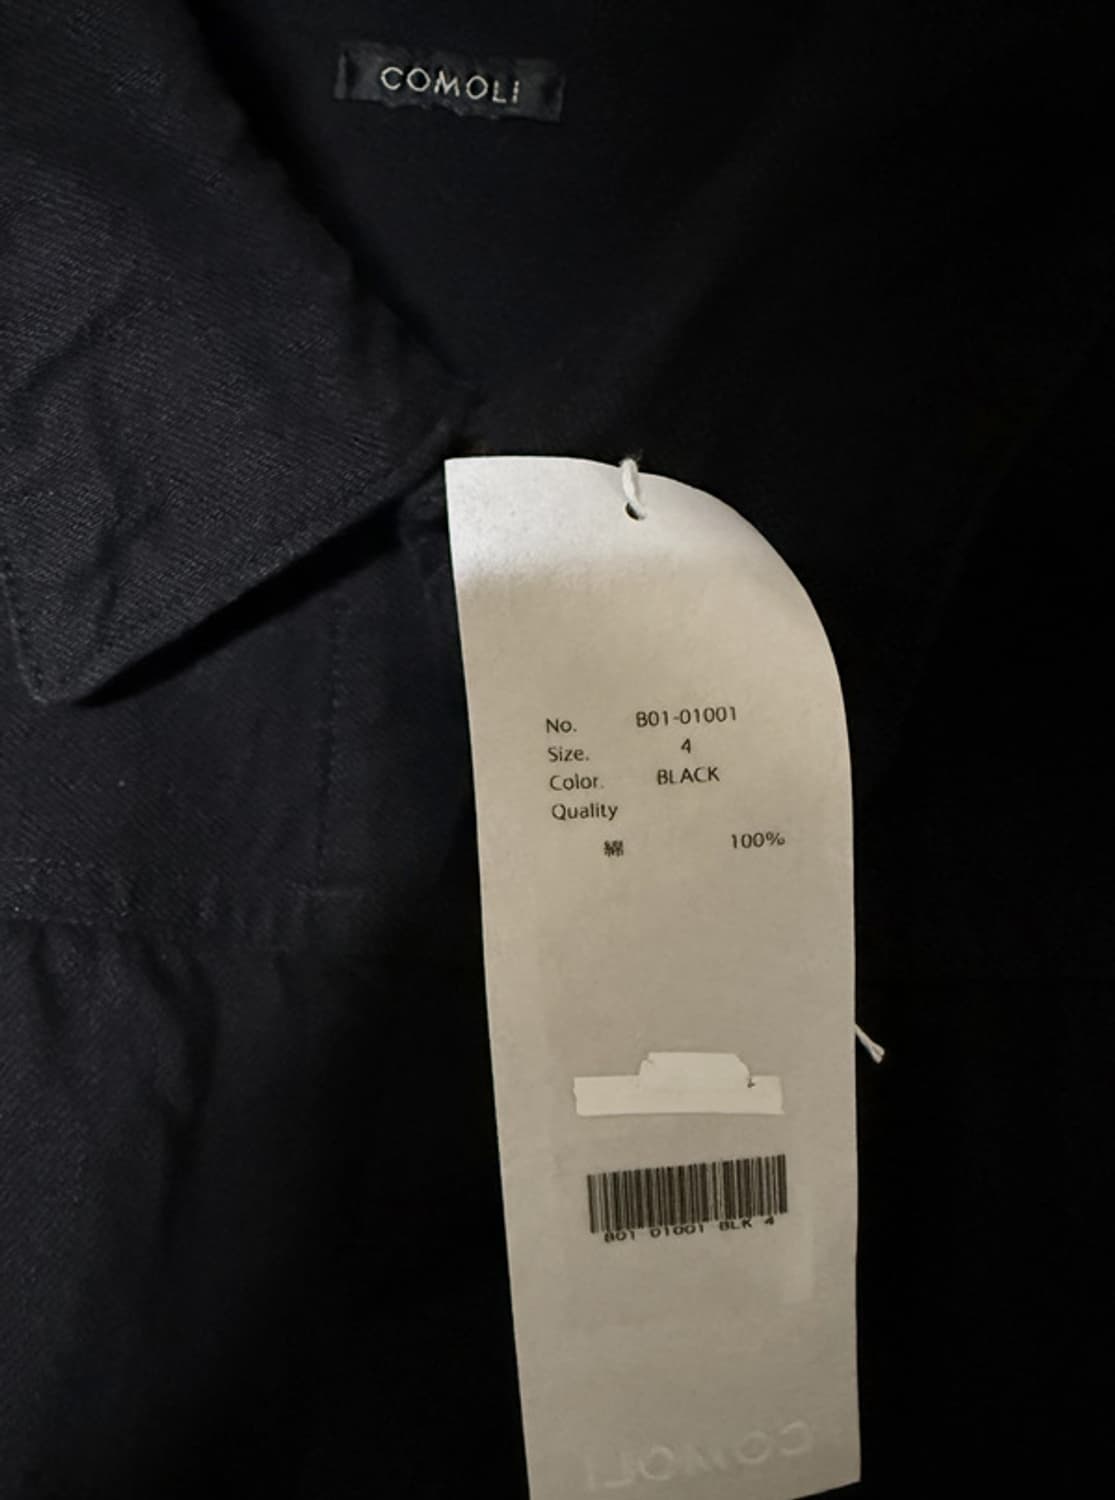 COMOLI
No. B01-01001
Size. 4
Color. BLACK
Quality
綿 100%
B01 01001 BLK 4
COMOLI